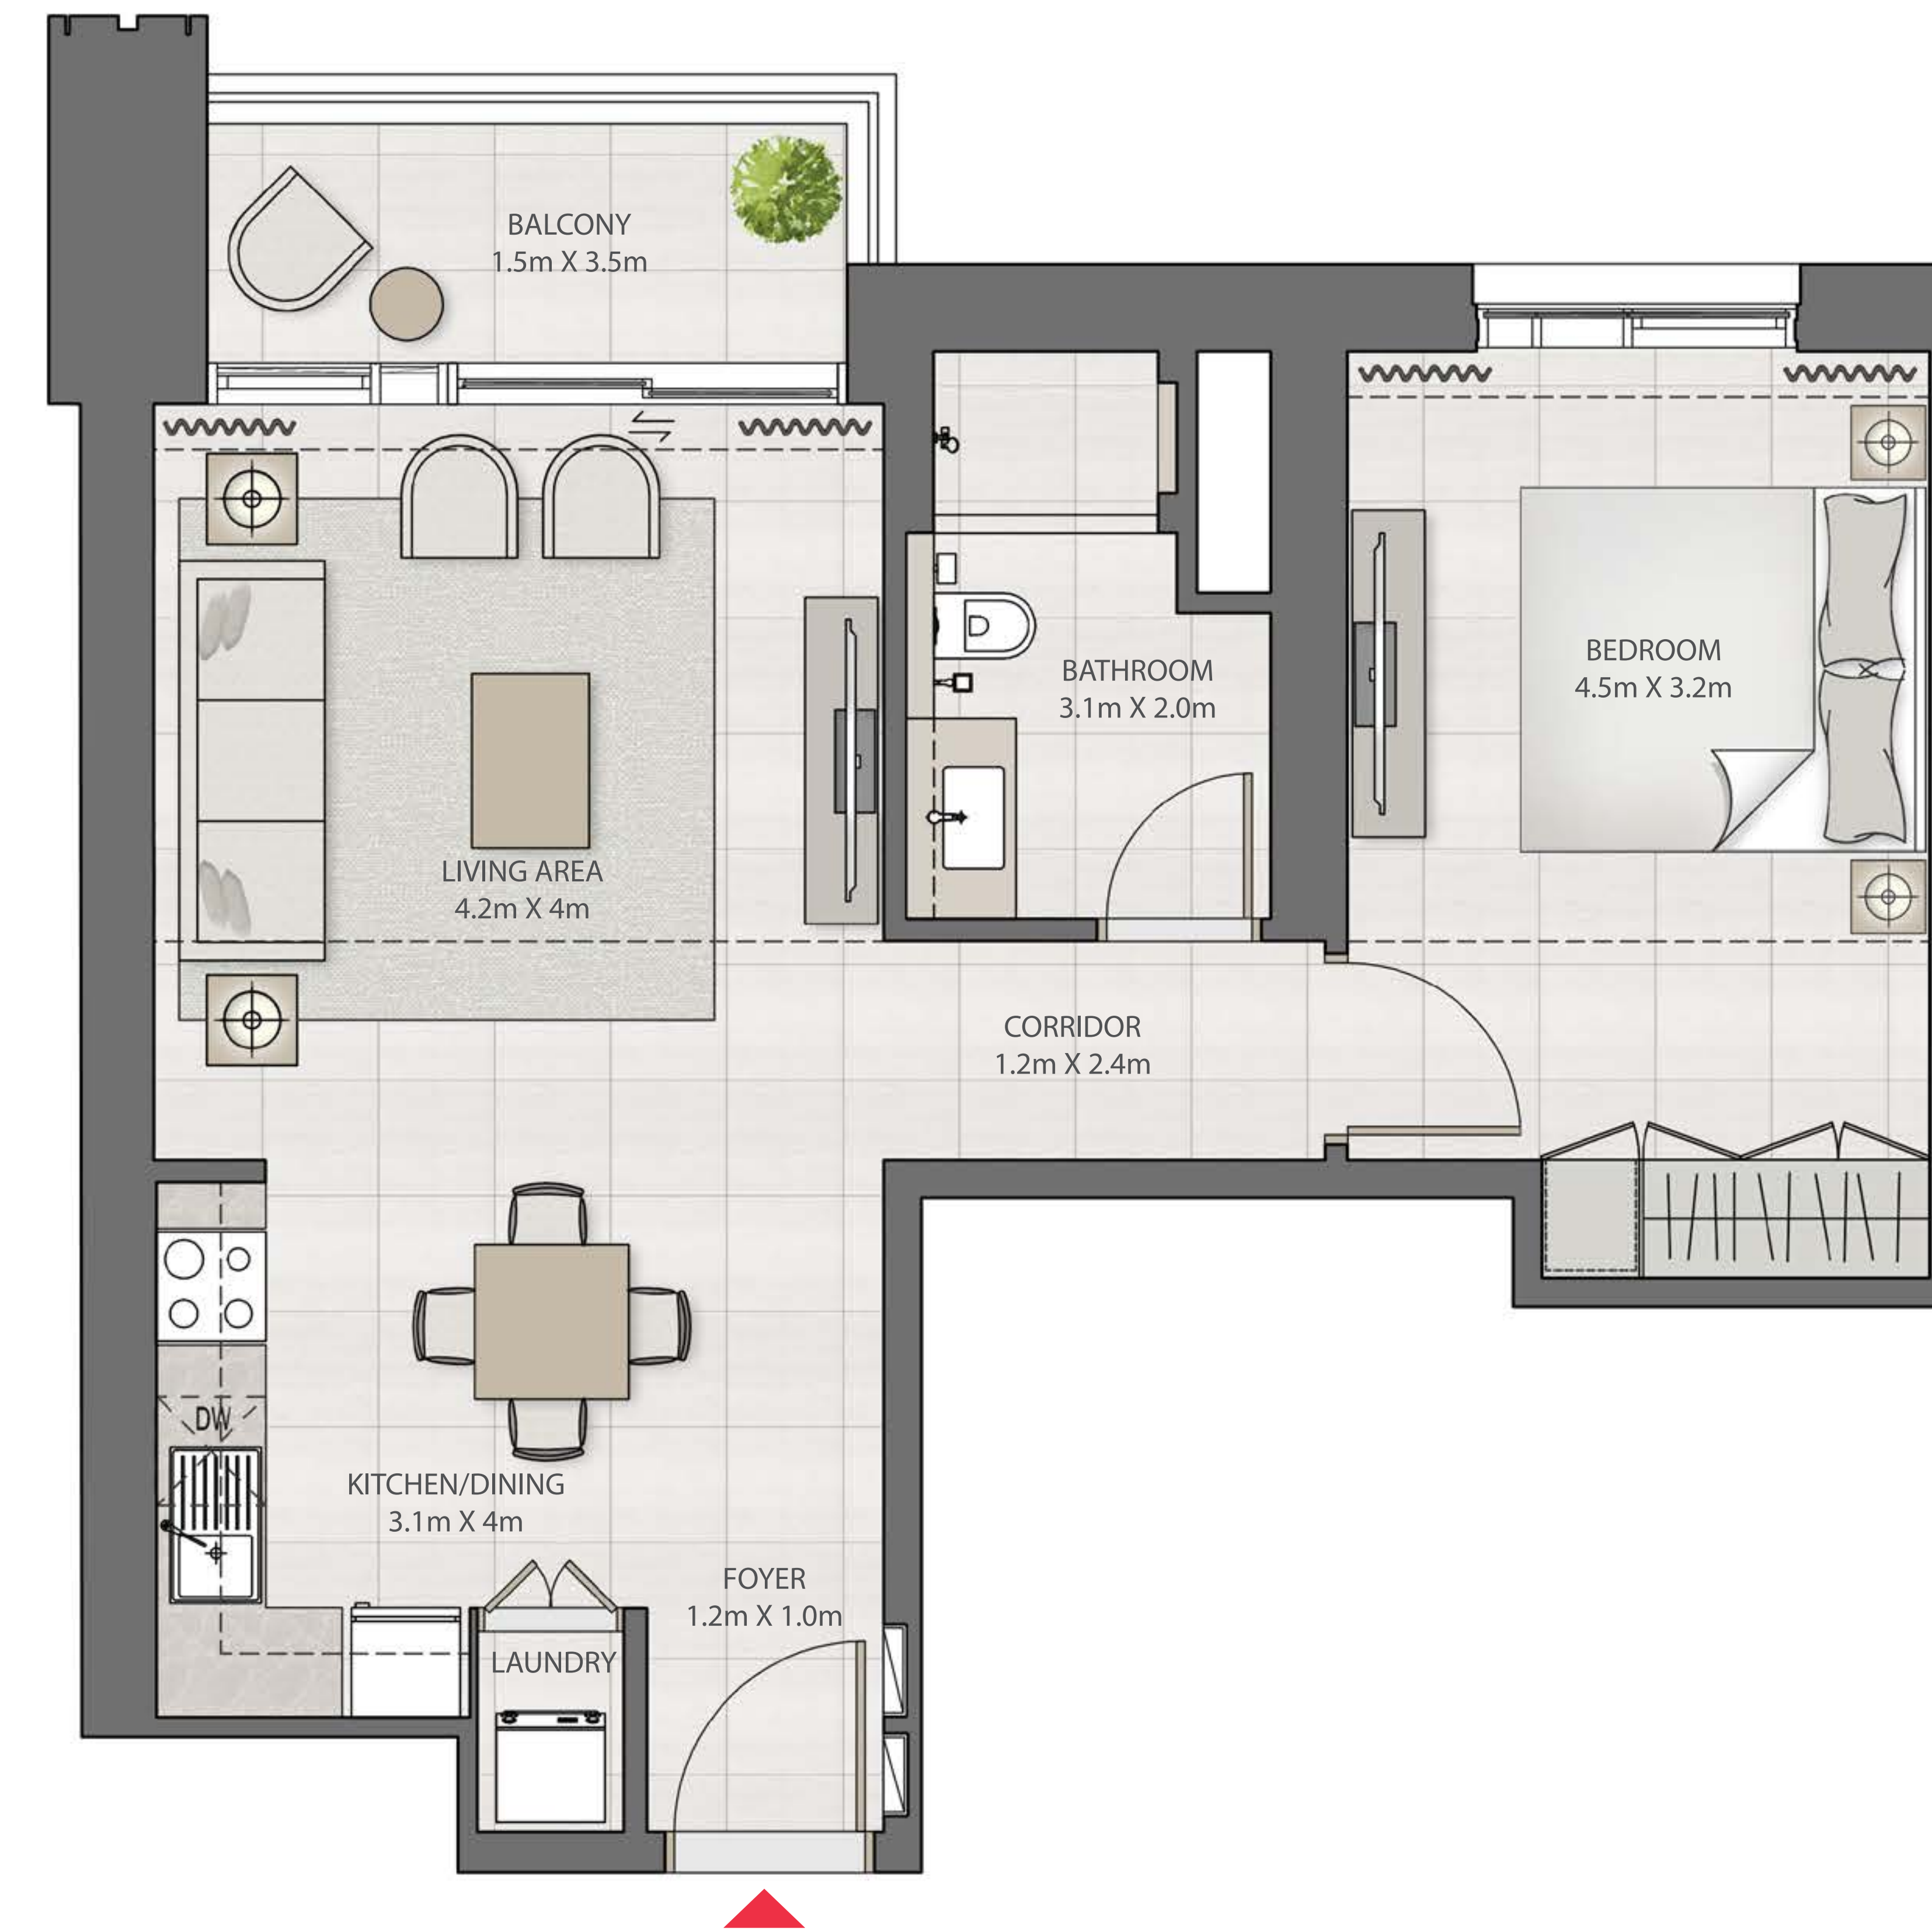 BALCONY
1.5m X 3.5m
BATHROOM
3.1m X 2.0m
BEDROOM
4.5m X 3.2m
LIVING AREA
4.2m X 4m
CORRIDOR
1.2m X 2.4m
DW
KITCHEN/DINING
3.1m X 4m
FOYER
1.2m X 1.0m
LAUNDRY